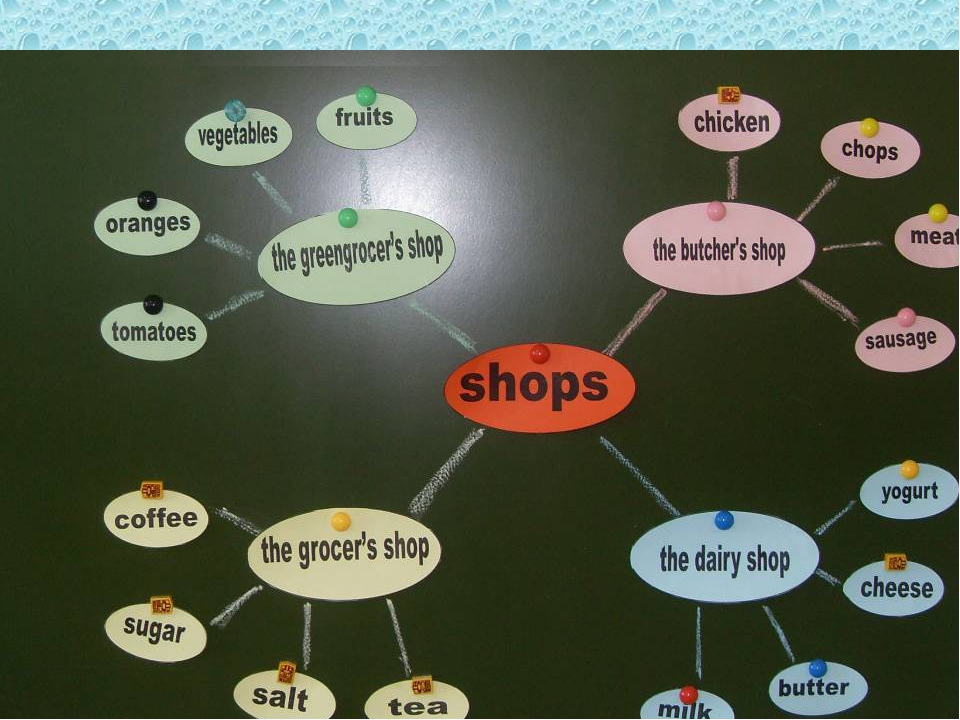 vegetables
fruits
oranges
the greengrocer's shop
tomatoes
chicken
chops
the butcher's shop
meat
sausage
shops
coffee
the grocer's shop
sugar
salt
tea
yogurt
the dairy shop
cheese
butter
milk